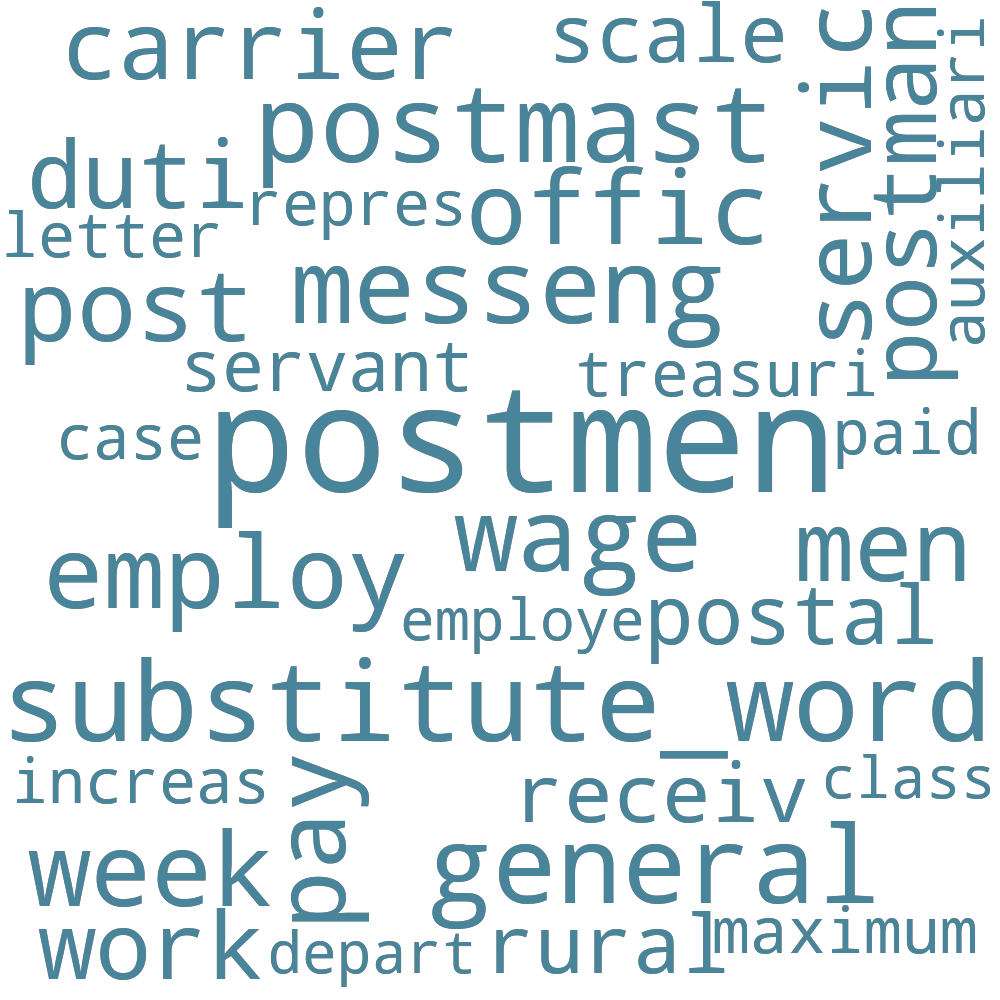 carrier
scale
servic
postman
auxiliari
postmast
duti
repres
offic
letter
post
messeng
servant
treasuri
case
postmen
paid
wage
men
employ
employe
postal
substitute_word
increas
pay
receiv
class
week
general
work
depart
rural
maximum